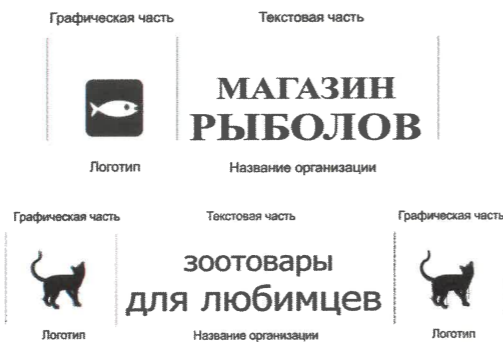 Графическая часть Текстовая часть
МАГАЗИН
РЫБОЛОВ
Логотип Название организации
Графическая часть Текстовая часть Графическая часть
зоотовары
для любимцев
Логотип Название организации Логотип